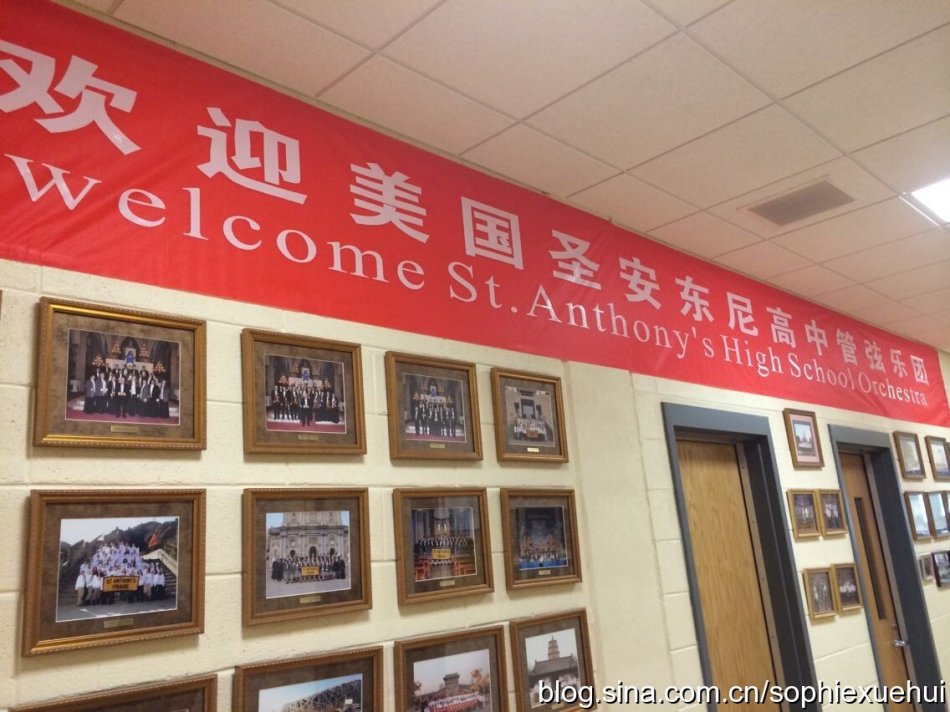 欢迎美国圣安东尼高中管弦乐团
Welcome St. Anthony's High School Orchestra
blog.sina.com.cn/sophiexuehui